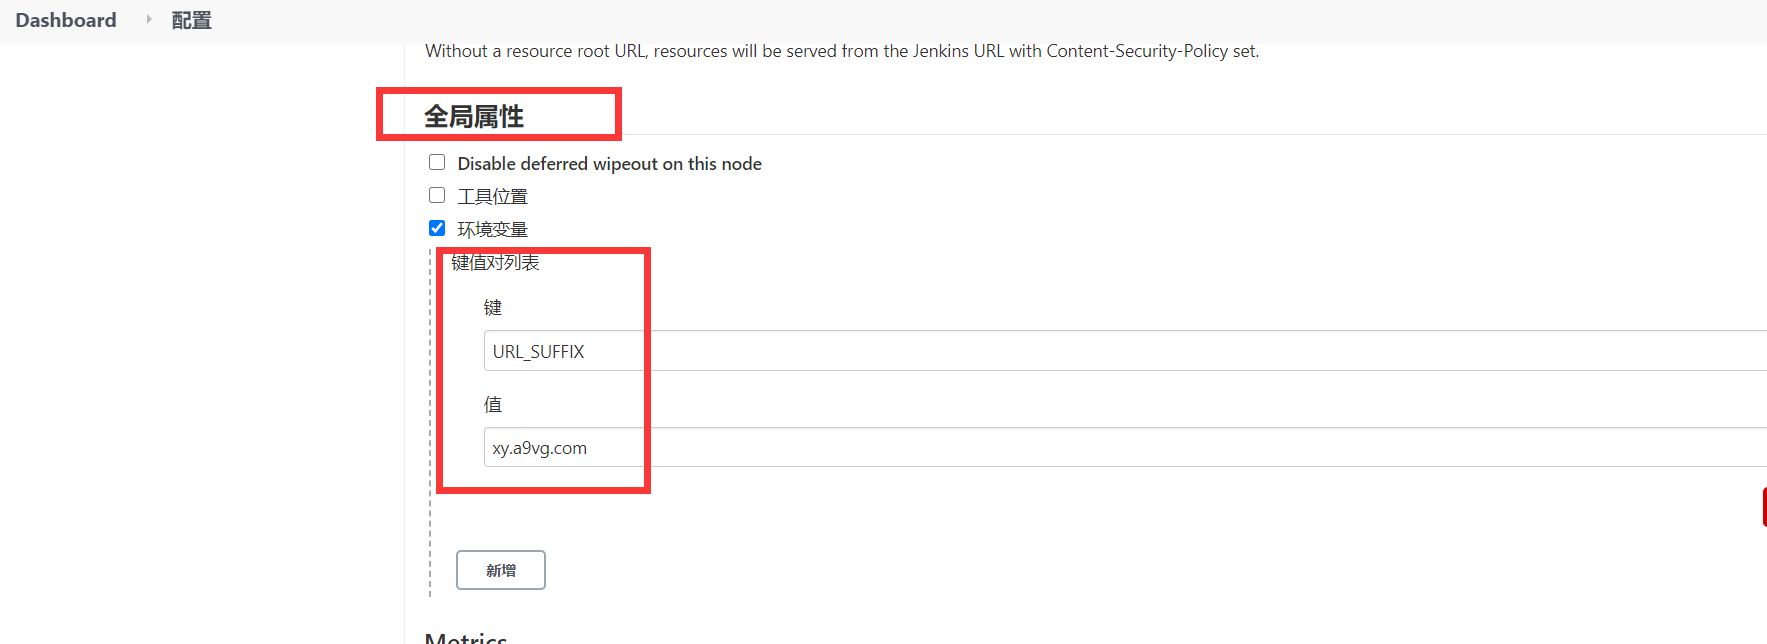 Dashboard 配置
Without a resource root URL, resources will be served from the Jenkins URL with Content-Security-Policy set.
全局属性
Disable deferred wipeout on this node
工具位置
环境变量
键值对列表
键
URL_SUFFIX
值
xy.a9vg.com
新增
Metrics